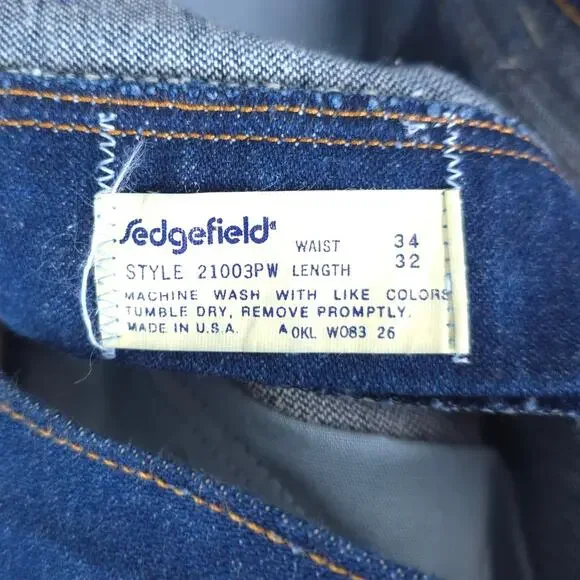 Sedgefield
WAIST 34
STYLE 21003PW LENGTH 32
MACHINE WASH WITH LIKE COLORS
TUMBLE DRY, REMOVE PROMPTLY.
MADE IN U.S.A. A OKL W083 26